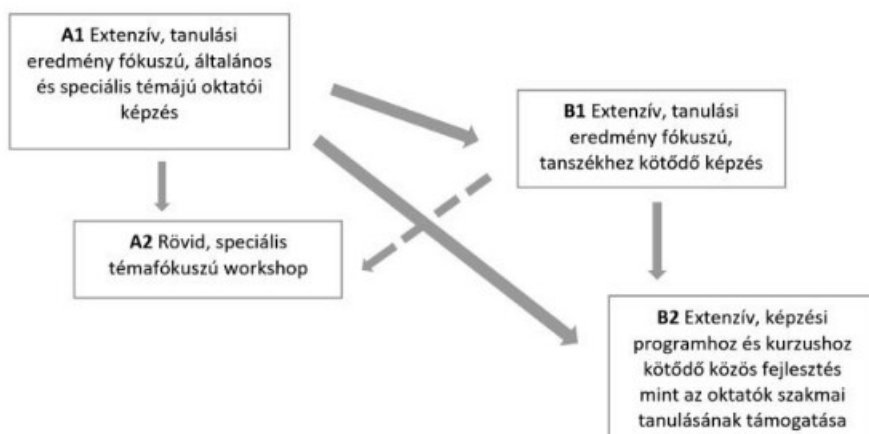 A1 Extenzív, tanulási
eredmény fókuszú, általános
és speciális témájú oktatói
képzés
B1 Extenzív, tanulási
eredmény fókuszú,
tanszékhez kötődő képzés
A2 Rövid, speciális
témafókuszú workshop
B2 Extenzív, képzési
programhoz és kurzushoz
kötődő közös fejlesztés
mint az oktatók szakmai
tanulásának támogatása